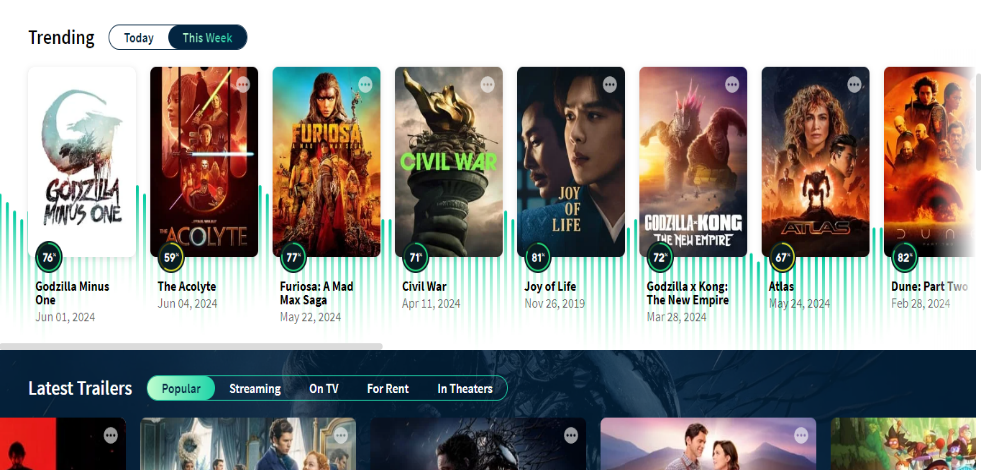 Trending
Today
This Week
GODZILLA
MINUS ONE
THE ACOLYTE
FURIOSA
A MAD MAX SAGA
CIVIL WAR
JOY
OF
LIFE
GODZILLA-KONG
THE NEW EMPIRE
ATLAS
DUN
76%
59%
77%
71%
81%
72%
67%
82%
Godzilla Minus
One
Jun 01, 2024
The Acolyte
Jun 04, 2024
Furiosa: A Mad
Max Saga
May 22, 2024
Civil War
Apr 11, 2024
Joy of Life
Nov 26, 2019
Godzilla x Kong:
The New Empire
Mar 28, 2024
Atlas
May 24, 2024
Dune: Part Two
Feb 28, 2024
Latest Trailers
Popular
Streaming
On TV
For Rent
In Theaters